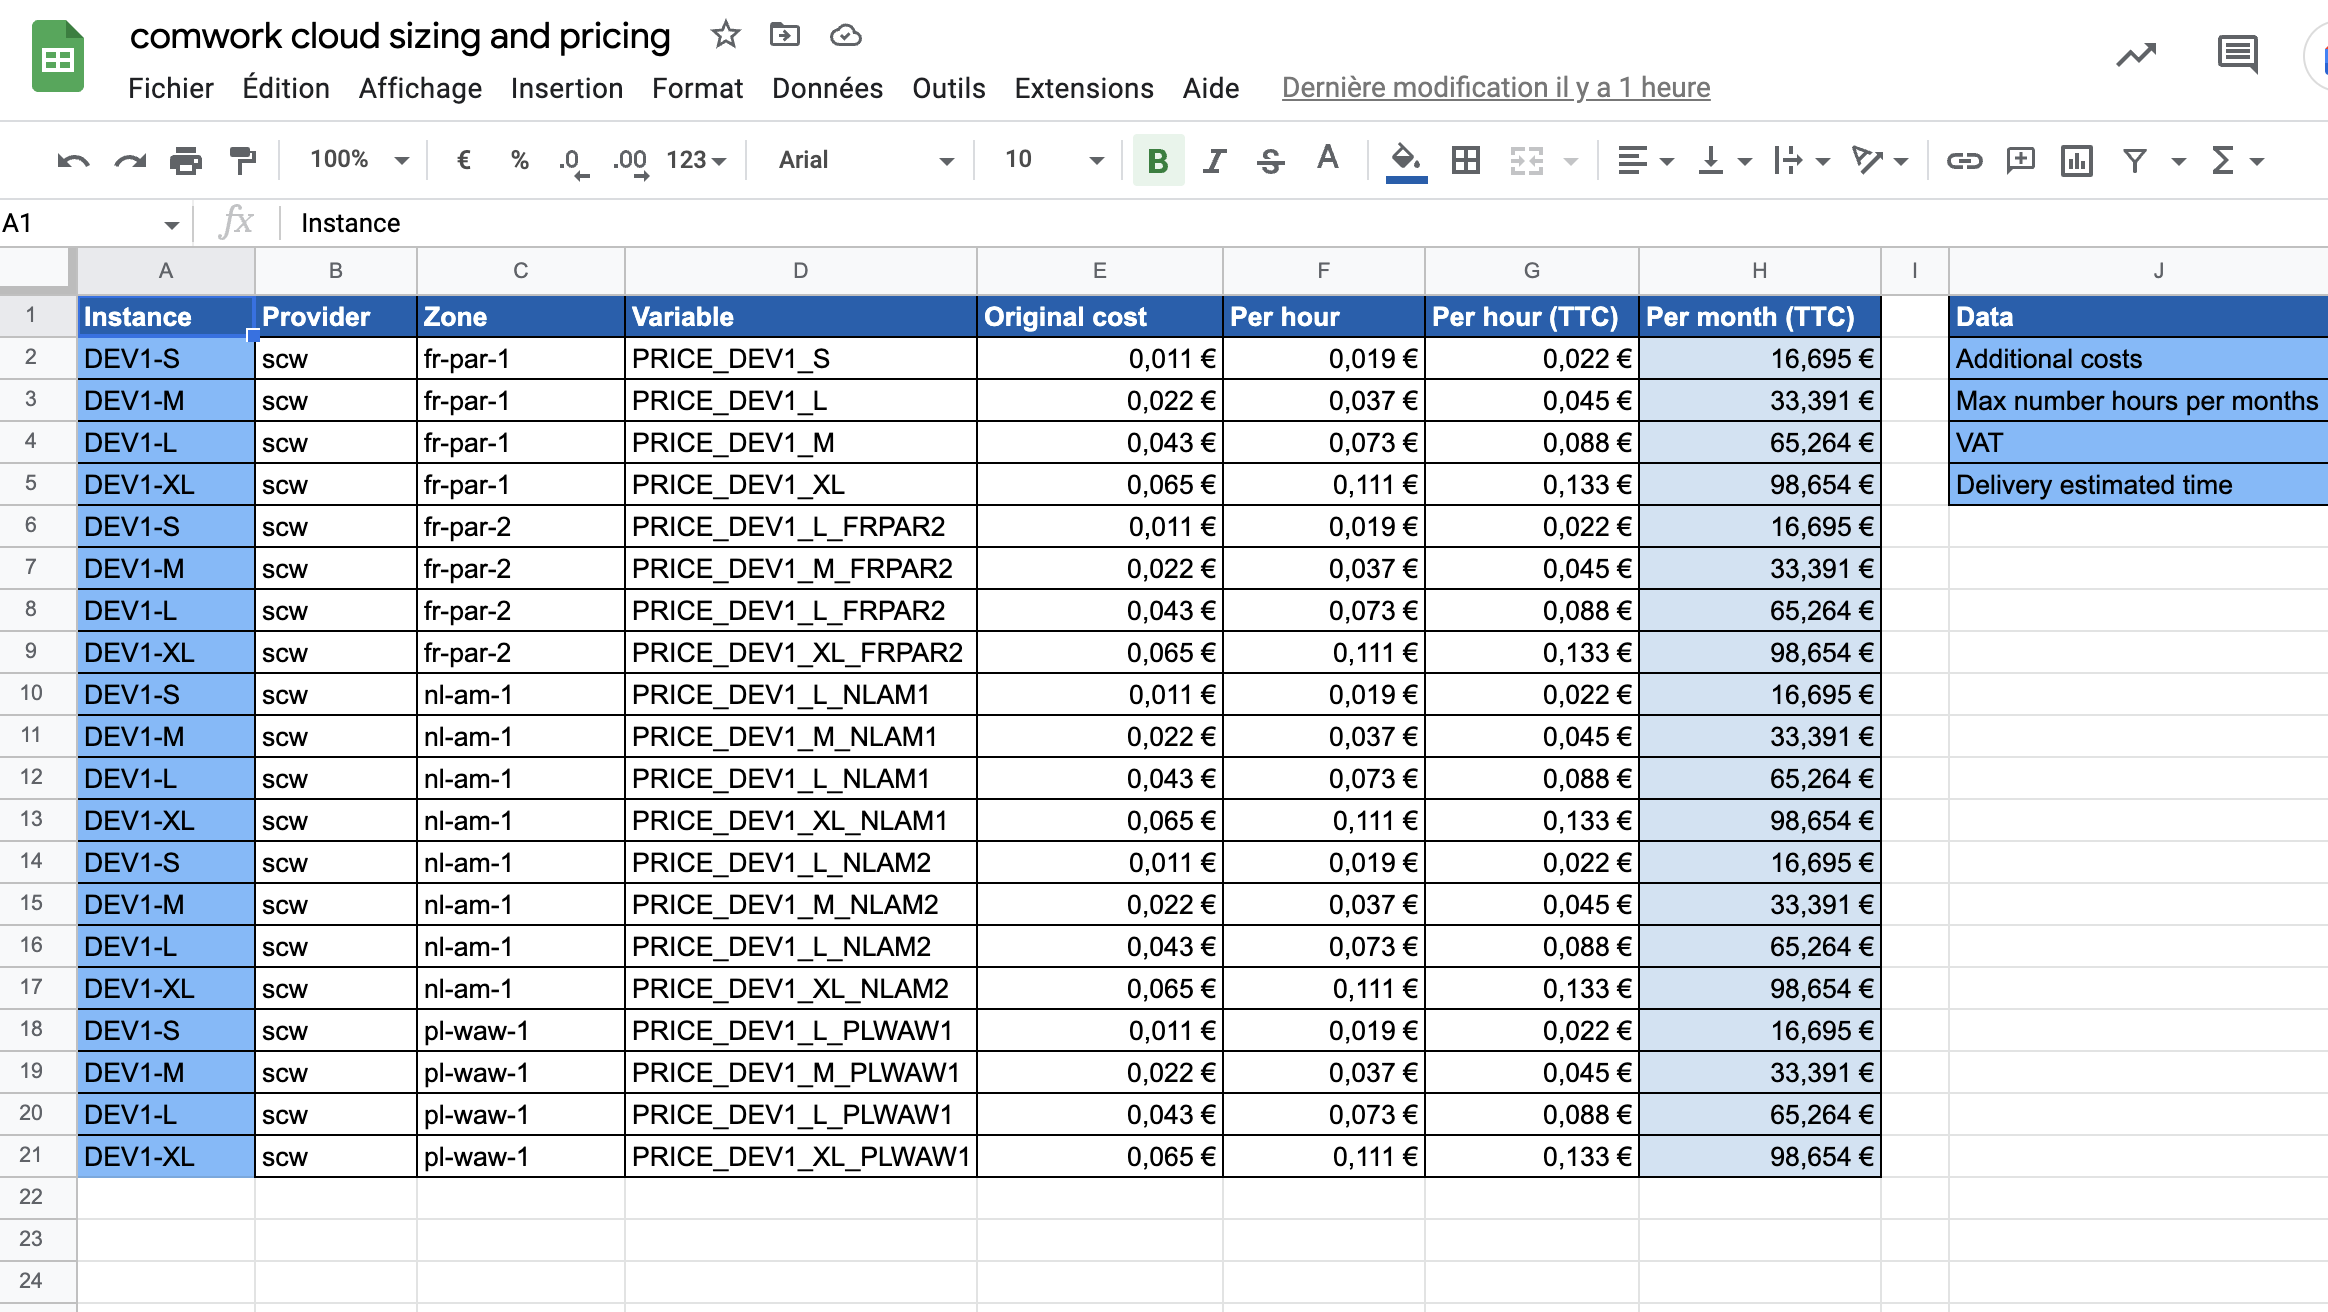 comwork cloud sizing and pricing
Fichier Édition Affichage Insertion Format Données Outils Extensions Aide Dernière modification il y a 1 heure
100% € % .0 .00 123 Arial 10 B I S A
A1 fx Instance
A B C D E F G H I J
1 Instance Provider Zone Variable Original cost Per hour Per hour (TTC) Per month (TTC) Data
2 DEV1-S scw fr-par-1 PRICE_DEV1_S 0,011 € 0,019 € 0,022 € 16,695 € Additional costs
3 DEV1-M scw fr-par-1 PRICE_DEV1_L 0,022 € 0,037 € 0,045 € 33,391 € Max number hours per months
4 DEV1-L scw fr-par-1 PRICE_DEV1_M 0,043 € 0,073 € 0,088 € 65,264 € VAT
5 DEV1-XL scw fr-par-1 PRICE_DEV1_XL 0,065 € 0,111 € 0,133 € 98,654 € Delivery estimated time
6 DEV1-S scw fr-par-2 PRICE_DEV1_L_FRPAR2 0,011 € 0,019 € 0,022 € 16,695 €
7 DEV1-M scw fr-par-2 PRICE_DEV1_M_FRPAR2 0,022 € 0,037 € 0,045 € 33,391 €
8 DEV1-L scw fr-par-2 PRICE_DEV1_L_FRPAR2 0,043 € 0,073 € 0,088 € 65,264 €
9 DEV1-XL scw fr-par-2 PRICE_DEV1_XL_FRPAR2 0,065 € 0,111 € 0,133 € 98,654 €
10 DEV1-S scw nl-am-1 PRICE_DEV1_L_NLAM1 0,011 € 0,019 € 0,022 € 16,695 €
11 DEV1-M scw nl-am-1 PRICE_DEV1_M_NLAM1 0,022 € 0,037 € 0,045 € 33,391 €
12 DEV1-L scw nl-am-1 PRICE_DEV1_L_NLAM1 0,043 € 0,073 € 0,088 € 65,264 €
13 DEV1-XL scw nl-am-1 PRICE_DEV1_XL_NLAM1 0,065 € 0,111 € 0,133 € 98,654 €
14 DEV1-S scw nl-am-1 PRICE_DEV1_L_NLAM2 0,011 € 0,019 € 0,022 € 16,695 €
15 DEV1-M scw nl-am-1 PRICE_DEV1_M_NLAM2 0,022 € 0,037 € 0,045 € 33,391 €
16 DEV1-L scw nl-am-1 PRICE_DEV1_L_NLAM2 0,043 € 0,073 € 0,088 € 65,264 €
17 DEV1-XL scw nl-am-1 PRICE_DEV1_XL_NLAM2 0,065 € 0,111 € 0,133 € 98,654 €
18 DEV1-S scw pl-waw-1 PRICE_DEV1_L_PLWAW1 0,011 € 0,019 € 0,022 € 16,695 €
19 DEV1-M scw pl-waw-1 PRICE_DEV1_M_PLWAW1 0,022 € 0,037 € 0,045 € 33,391 €
20 DEV1-L scw pl-waw-1 PRICE_DEV1_L_PLWAW1 0,043 € 0,073 € 0,088 € 65,264 €
21 DEV1-XL scw pl-waw-1 PRICE_DEV1_XL_PLWAW1 0,065 € 0,111 € 0,133 € 98,654 €
22
23
24